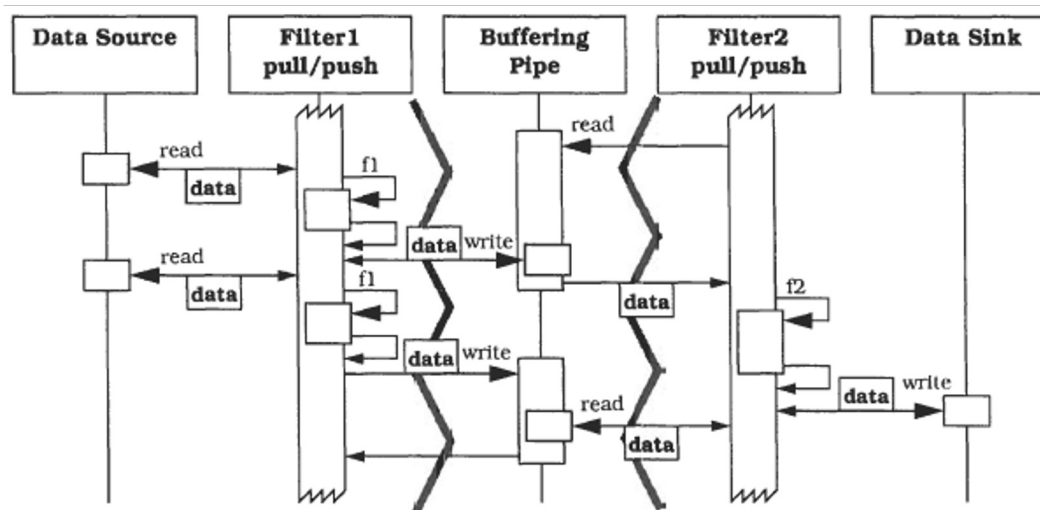 Data Source
Filter1
pull/push
Buffering
Pipe
Filter2
pull/push
Data Sink
read
read
data
f1
data
write
read
data
f1
data
f2
data
write
data
write
read
data